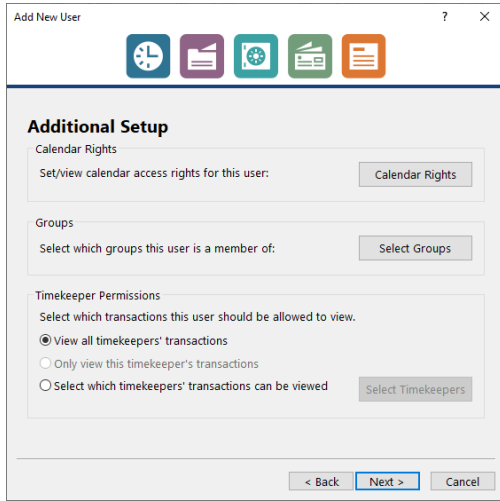 Add New User
? X
Additional Setup
Calendar Rights
Set/view calendar access rights for this user:
Calendar Rights
Groups
Select which groups this user is a member of:
Select Groups
Timekeeper Permissions
Select which transactions this user should be allowed to view.
View all timekeepers' transactions
Only view this timekeeper's transactions
Select which timekeepers' transactions can be viewed
Select Timekeepers
< Back
Next >
Cancel